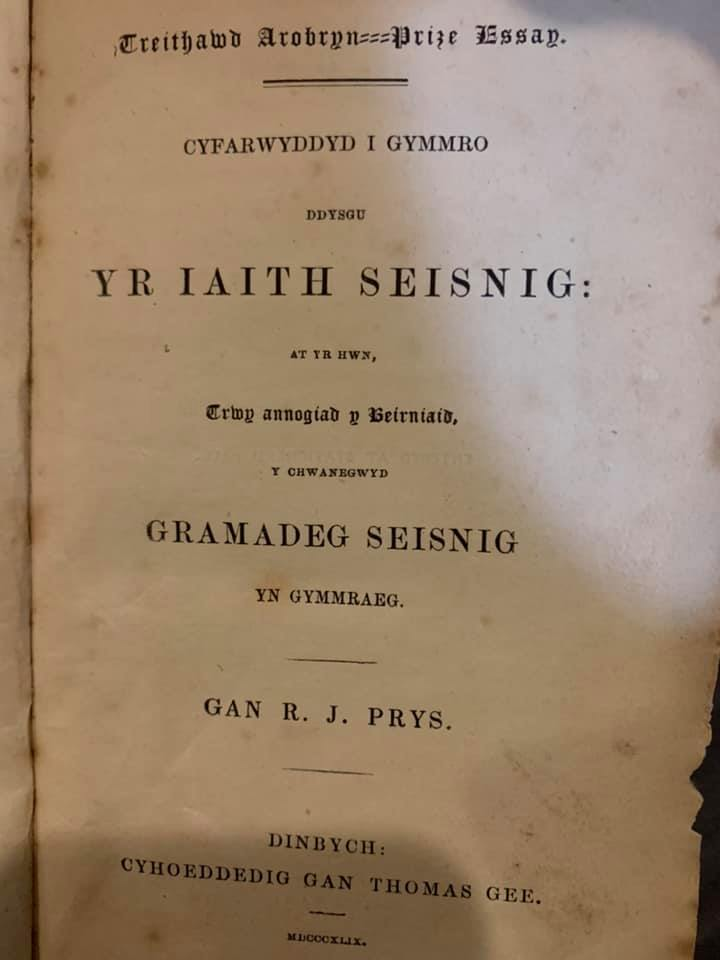 Treithawd Arobryn===Prize Essay.
CYFARWYDDYD I GYMMRO
DDYSGU
YR IAITH SEISNIG:
AT YR HWN,
Trwy annogiad y Beirniaid,
Y CHWANEGWYD
GRAMADEG SEISNIG
YN GYMMRAEG.
GAN R. J. PRYS.
DINBYCH:
CYHOEDDEDIG GAN THOMAS GEE.
MDCCCXLIX.